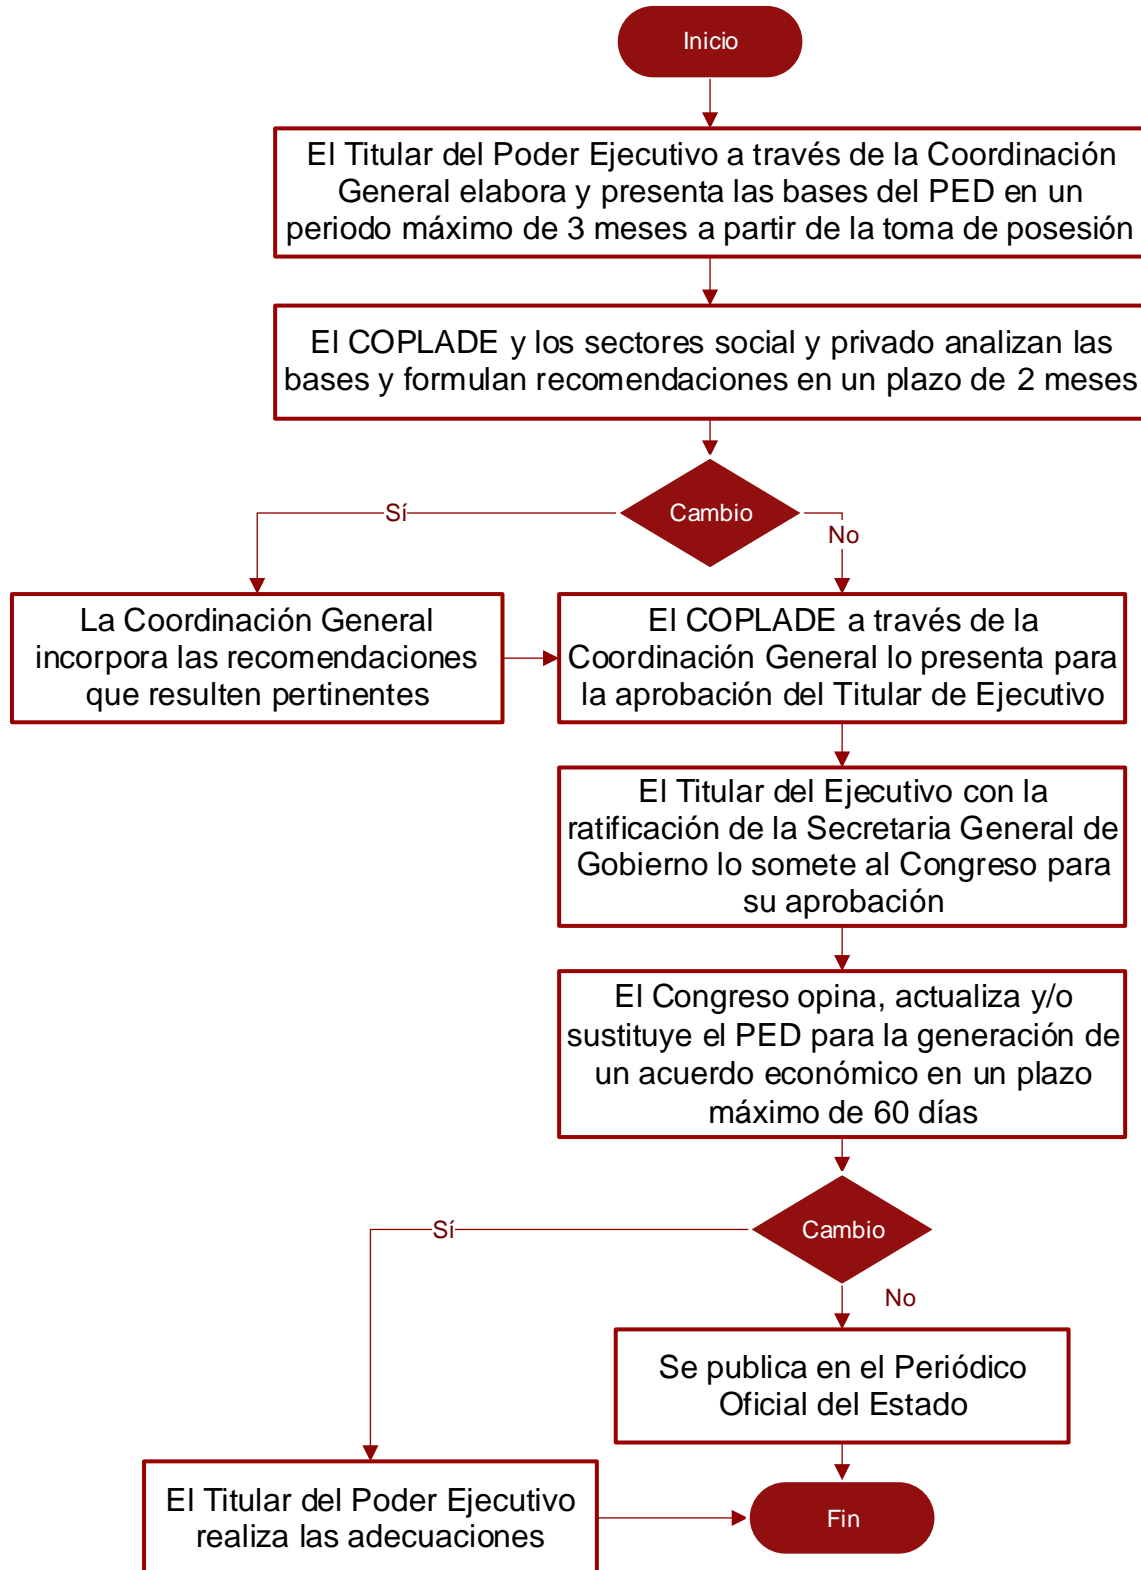 Inicio
El Titular del Poder Ejecutivo a través de la Coordinación
General elabora y presenta las bases del PED en un
periodo máximo de 3 meses a partir de la toma de posesión
El COPLADE y los sectores social y privado analizan las
bases y formulan recomendaciones en un plazo de 2 meses
Cambio
Sí
No
La Coordinación General
incorpora las recomendaciones
que resulten pertinentes
El COPLADE a través de la
Coordinación General lo presenta para
la aprobación del Titular de Ejecutivo
El Titular del Ejecutivo con la
ratificación de la Secretaria General de
Gobierno lo somete al Congreso para
su aprobación
El Congreso opina, actualiza y/o
sustituye el PED para la generación de
un acuerdo económico en un plazo
máximo de 60 días
Cambio
Sí
No
Se publica en el Periódico
Oficial del Estado
El Titular del Poder Ejecutivo
realiza las adecuaciones
Fin